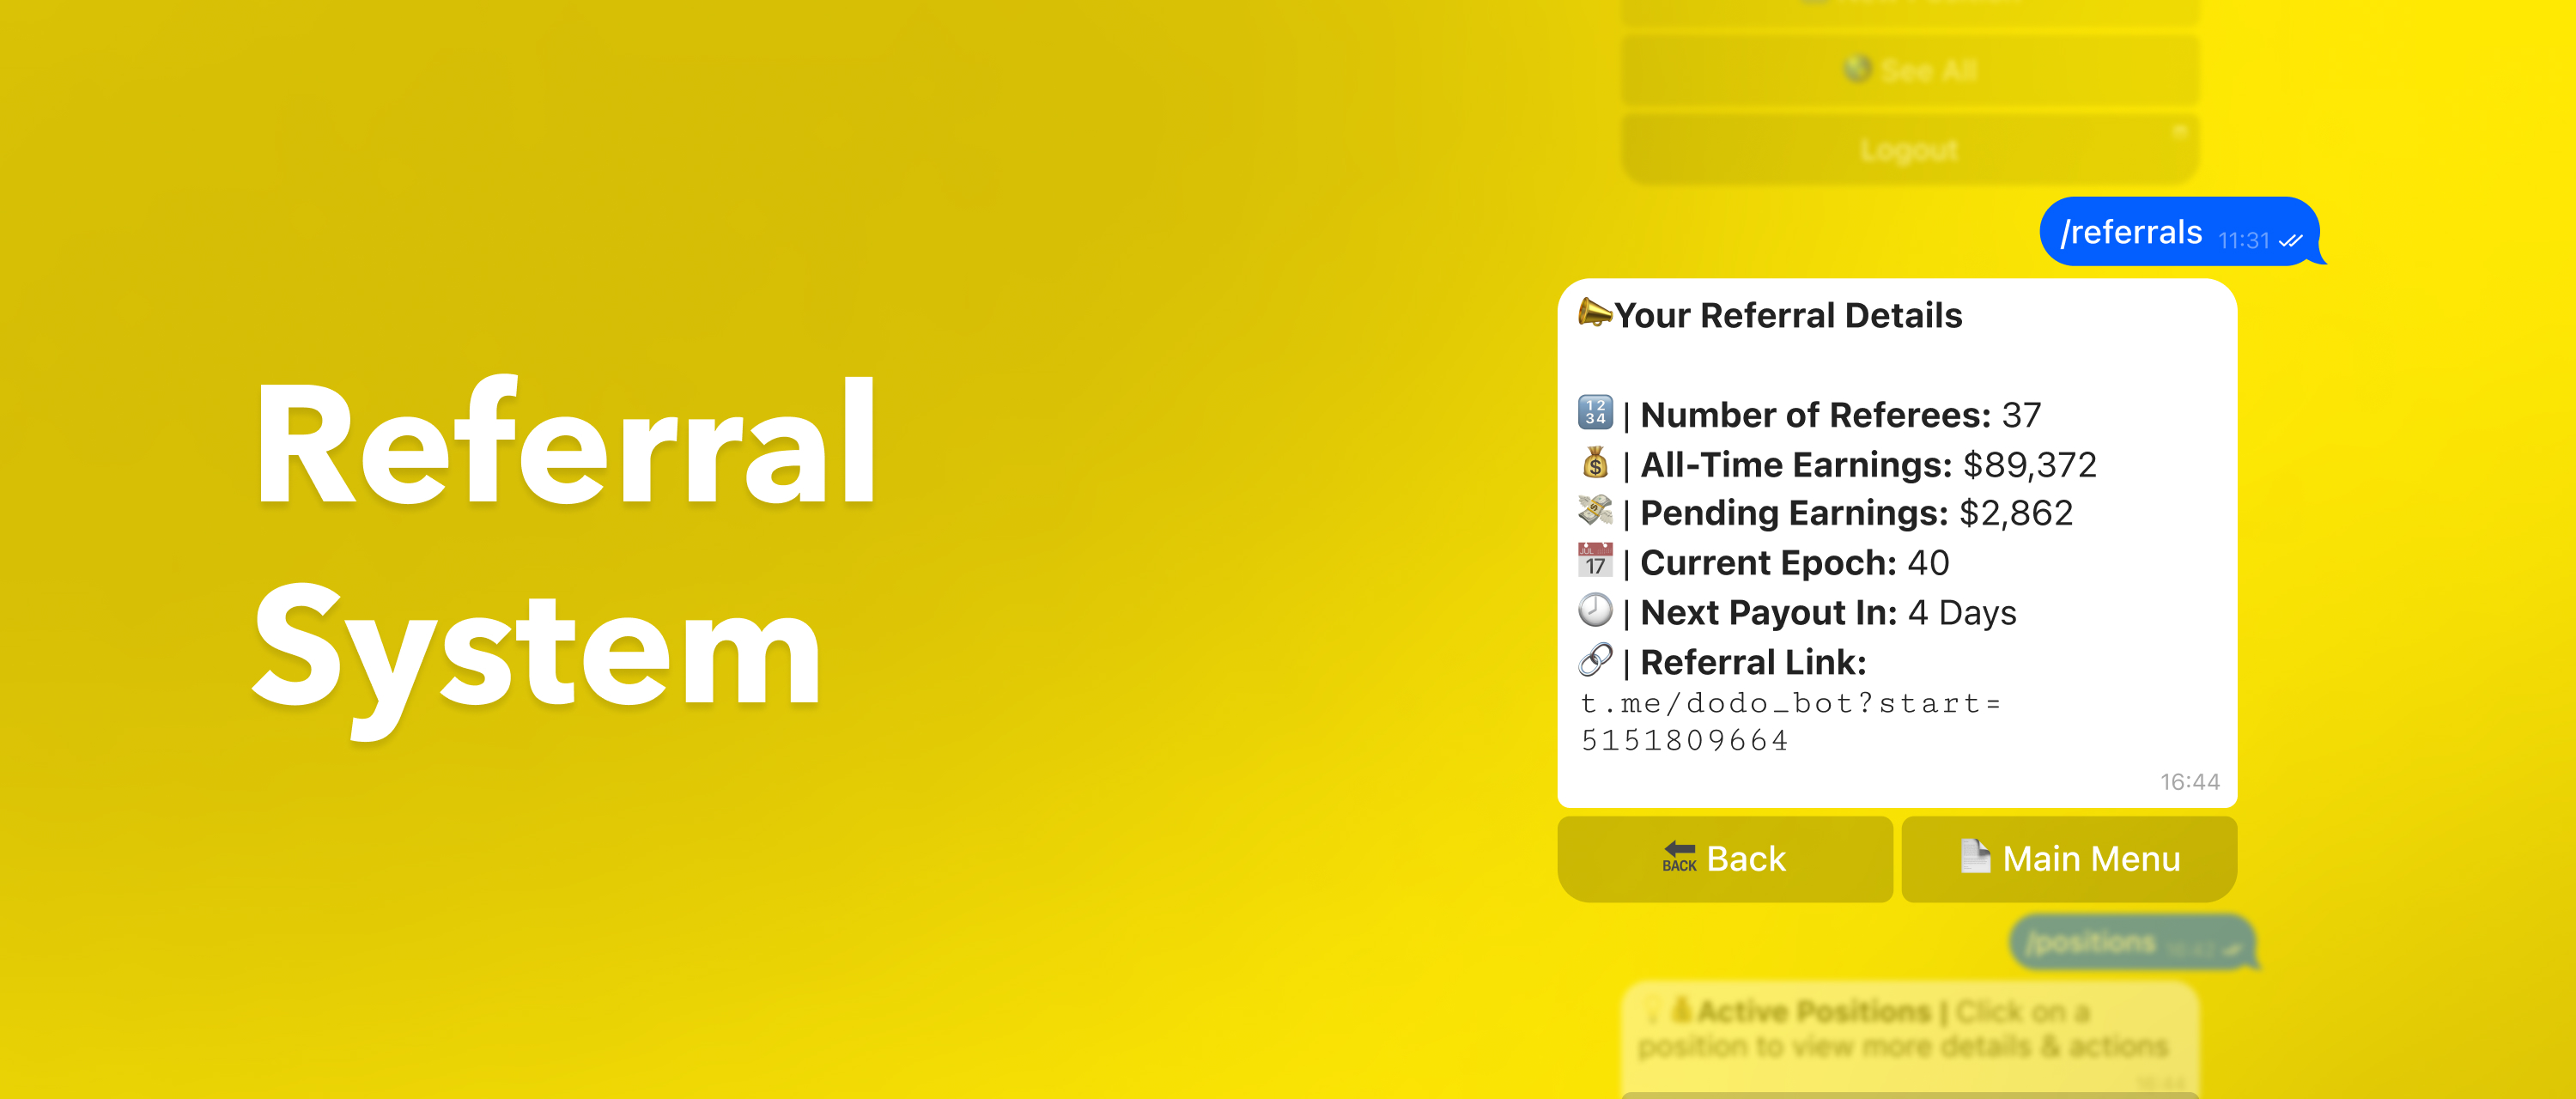 Referral
System
See All
Logout
/referrals 11:31
Your Referral Details
| Number of Referees: 37
| All-Time Earnings: $89,372
| Pending Earnings: $2,862
| Current Epoch: 40
| Next Payout In: 4 Days
| Referral Link:
t.me/dodo_bot?start=
5151809664
16:44
Back
Main Menu
/positions
Active Positions | Click on a
position to view more details & actions